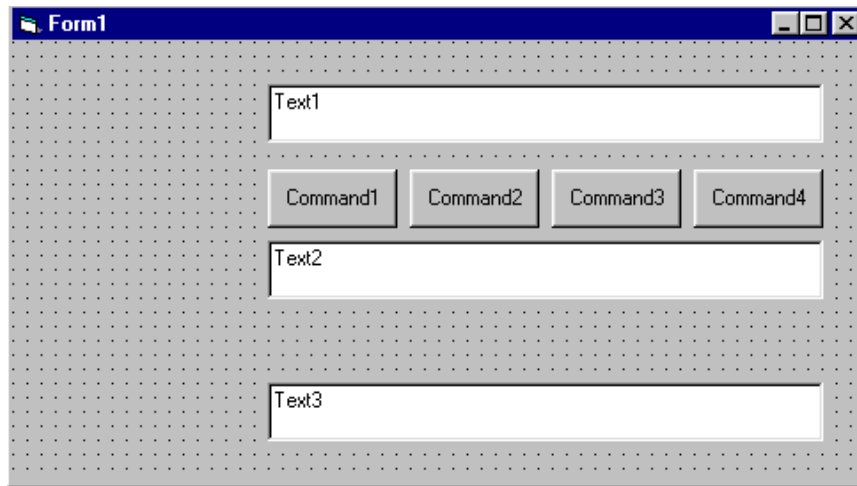 Form1
Text1
Command1 Command2 Command3 Command4
Text2
Text3